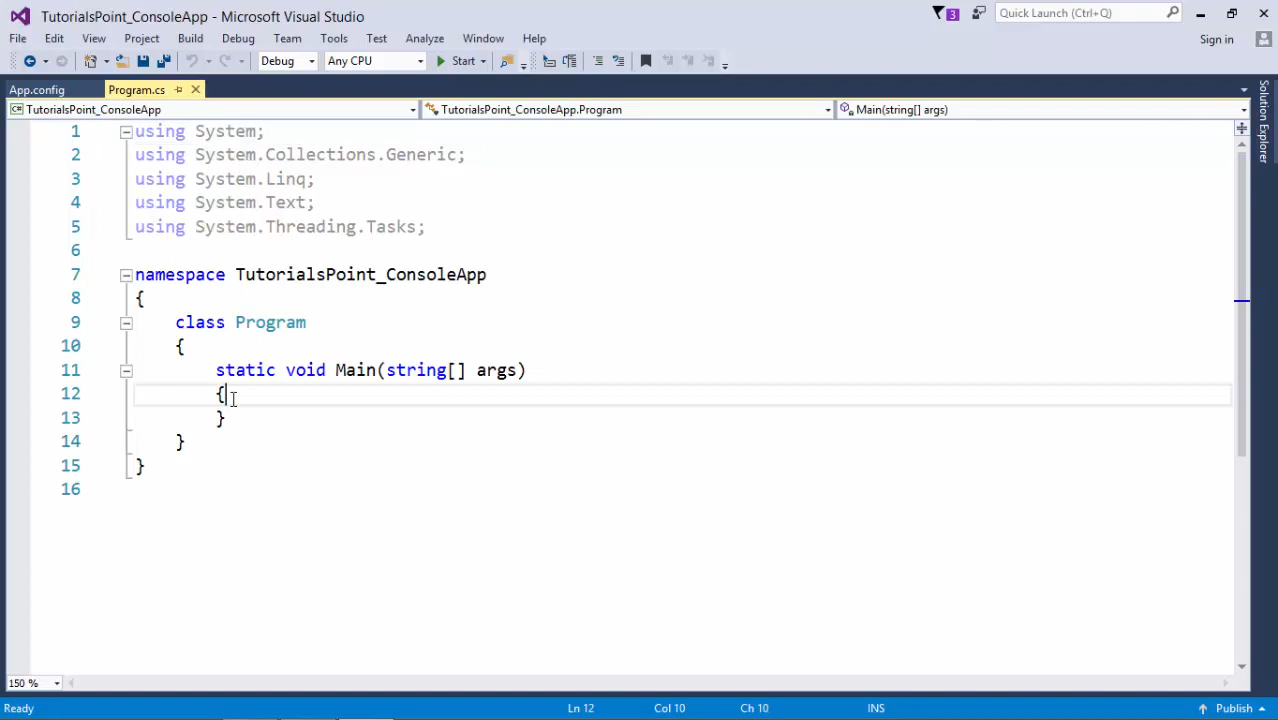 TutorialsPoint_ConsoleApp - Microsoft Visual Studio
3
Quick Launch (Ctrl+Q)
File Edit View Project Build Debug Team Tools Test Analyze Window Help
Sign in
Debug Any CPU Start
App.config Program.cs
TutorialsPoint_ConsoleApp TutorialsPoint_ConsoleApp.Program Main(string[] args)
Solution Explorer
1 using System;
2 using System.Collections.Generic;
3 using System.Linq;
4 using System.Text;
5 using System.Threading.Tasks;
6
7 namespace TutorialsPoint_ConsoleApp
8 {
9 class Program
10 {
11 static void Main(string[] args)
12 {
13 }
14 }
15 }
16
150 %
Ready Ln 12 Col 10 Ch 10 INS Publish